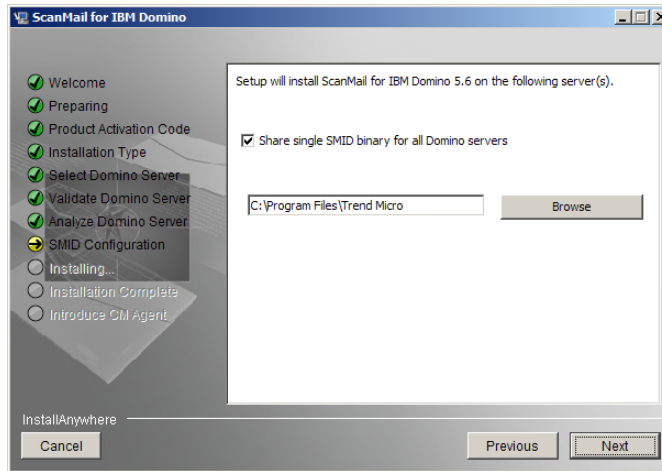 ScanMail for IBM Domino
Welcome
Preparing
Product Activation Code
Installation Type
Select Domino Server
Validate Domino Server
Analyze Domino Server
SMID Configuration
Installing...
Installation Complete
Introduce CM Agent
Setup will install ScanMail for IBM Domino 5.6 on the following server(s).
Share single SMID binary for all Domino servers
C:\Program Files\Trend Micro
Browse
InstallAnywhere
Cancel
Previous
Next